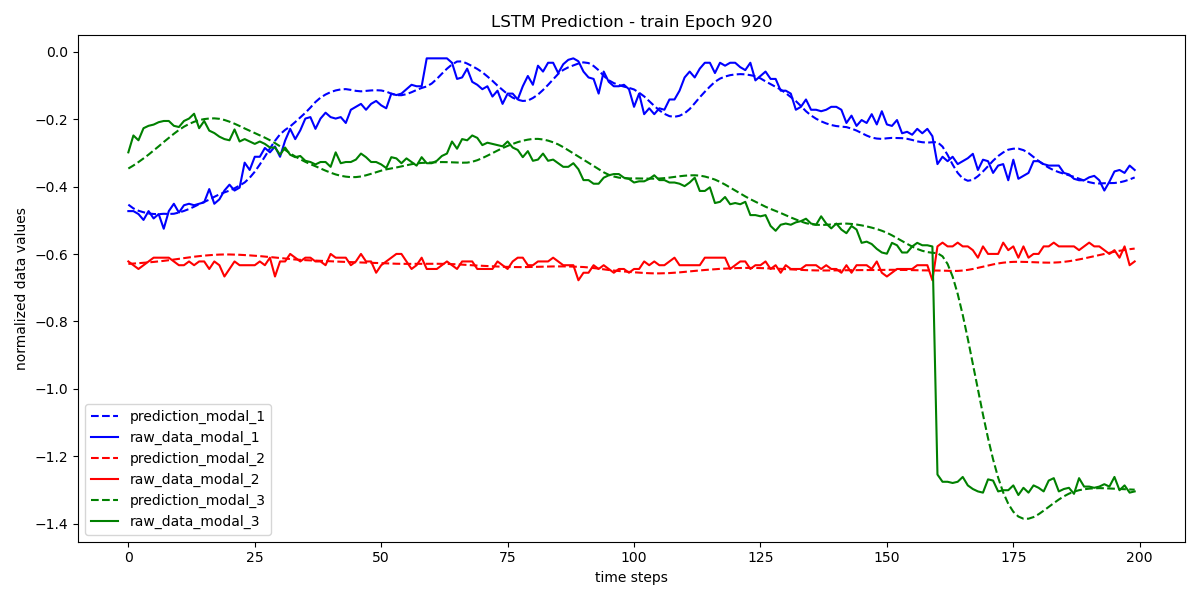 LSTM Prediction - train Epoch 920
normalized data values
0.0
−0.2
−0.4
−0.6
−0.8
−1.0
−1.2
−1.4
prediction_modal_1
raw_data_modal_1
prediction_modal_2
raw_data_modal_2
prediction_modal_3
raw_data_modal_3
0 25 50 75 100 125 150 175 200
time steps